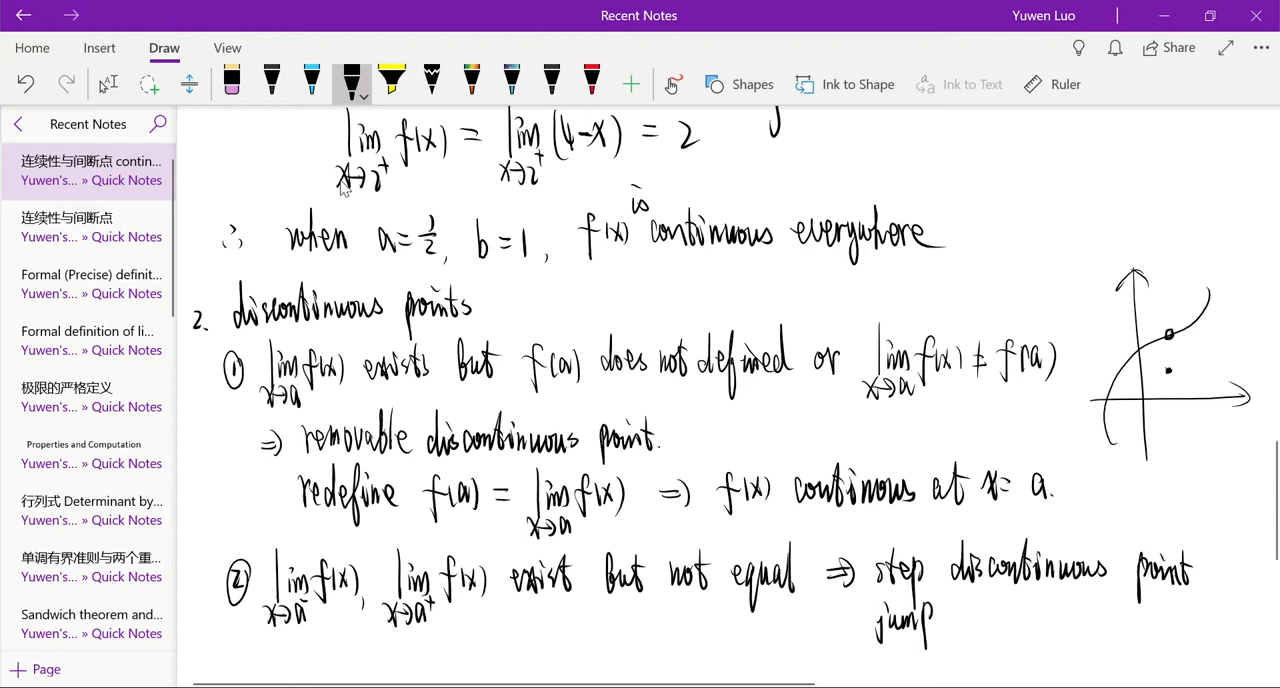 Recent Notes
Yuwen Luo
Home Insert Draw View
Share
Shapes
Ink to Shape
Ink to Text
Ruler
Recent Notes
连续性与间断点 contin...
Yuwen's... » Quick Notes
连续性与间断点
Yuwen's... » Quick Notes
Formal (Precise) definit...
Yuwen's... » Quick Notes
Formal definition of li...
Yuwen's... » Quick Notes
极限的严格定义
Yuwen's... » Quick Notes
Properties and Computation
Yuwen's... » Quick Notes
行列式 Determinant by...
Yuwen's... » Quick Notes
单调有界准则与两个重...
Yuwen's... » Quick Notes
Sandwich theorem and...
Yuwen's... » Quick Notes
Page
lim f(x) = lim (4-x) = 2
x→2⁺ x→2⁺
∴ when a= , b=1, f(x) is continuous everywhere
2. discontinuous points
① lim f(x) exists but f(a) does not defined or lim f(x) ≠ f(a)
x→a x→a
⇒ removable discontinuous point.
redefine f(a) = lim f(x) ⇒ f(x) continous at x= a.
x→a
② lim f(x), lim f(x) exist but not equal ⇒ step discontinuous point
x→a⁻ x→a⁺ jump